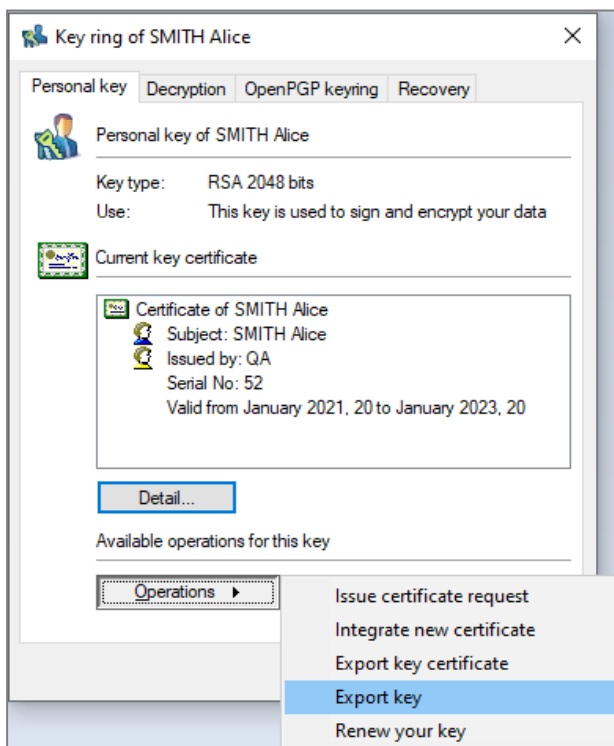 Key ring of SMITH Alice
Personal key Decryption OpenPGP keyring Recovery
Personal key of SMITH Alice
Key type: RSA 2048 bits
Use: This key is used to sign and encrypt your data
Current key certificate
Certificate of SMITH Alice
Subject: SMITH Alice
Issued by: QA
Serial No: 52
Valid from January 2021, 20 to January 2023, 20
Detail...
Available operations for this key
Operations
Issue certificate request
Integrate new certificate
Export key certificate
Export key
Renew your key